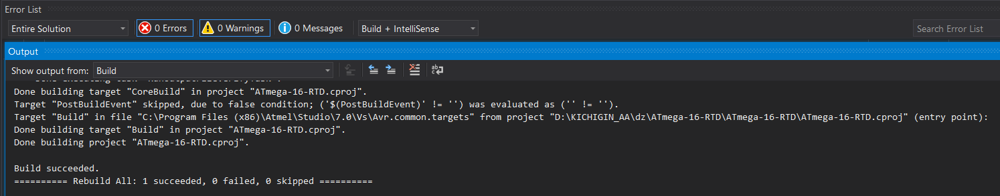 Error List
Entire Solution
0 Errors
0 Warnings
0 Messages
Build + IntelliSense
Search Error List
Output
Show output from: Build
Done building target "CoreBuild" in project "ATmega-16-RTD.cproj".
Target "PostBuildEvent" skipped, due to false condition; ('$(PostBuildEvent)' != '') was evaluated as ('' != '').
Target "Build" in file "C:\Program Files (x86)\Atmel\Studio\7.0\Vs\Avr.common.targets" from project "D:\KICHIGIN_AA\dz\ATmega-16-RTD\ATmega-16-RTD\ATmega-16-RTD.cproj" (entry point):
Done building target "Build" in project "ATmega-16-RTD.cproj".
Done building project "ATmega-16-RTD.cproj".
Build succeeded.
========== Rebuild All: 1 succeeded, 0 failed, 0 skipped ==========